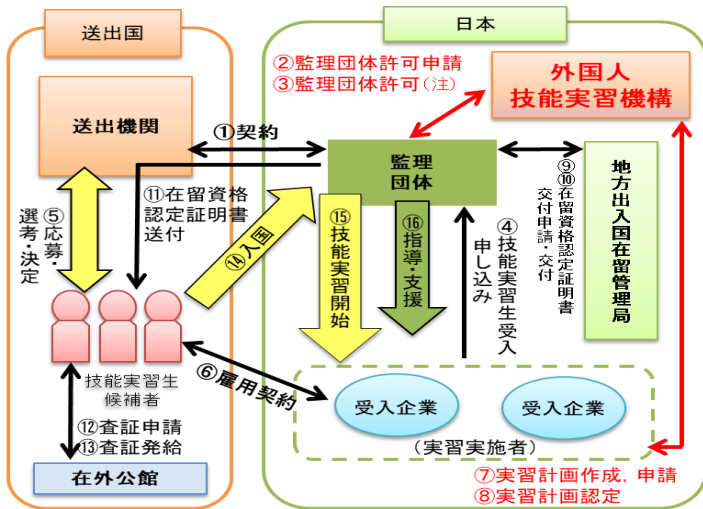 送出国
日本
送出機関
①契約
②監理団体許可申請
③監理団体許可(注)
外国人
技能実習機構
監理
団体
地方出入国在留管理局
⑤応募・
選考・決定
⑪在留資格
認定証明書
送付
⑭入国
⑮技能実習開始
⑯指導・支援
④技能実習生受入
申し込み
⑨⑩在留資格認定証明書
交付申請・交付
技能実習生
候補者
⑥雇用契約
受入企業
受入企業
(実習実施者)
⑫査証申請
⑬査証発給
在外公館
⑦実習計画作成,申請
⑧実習計画認定